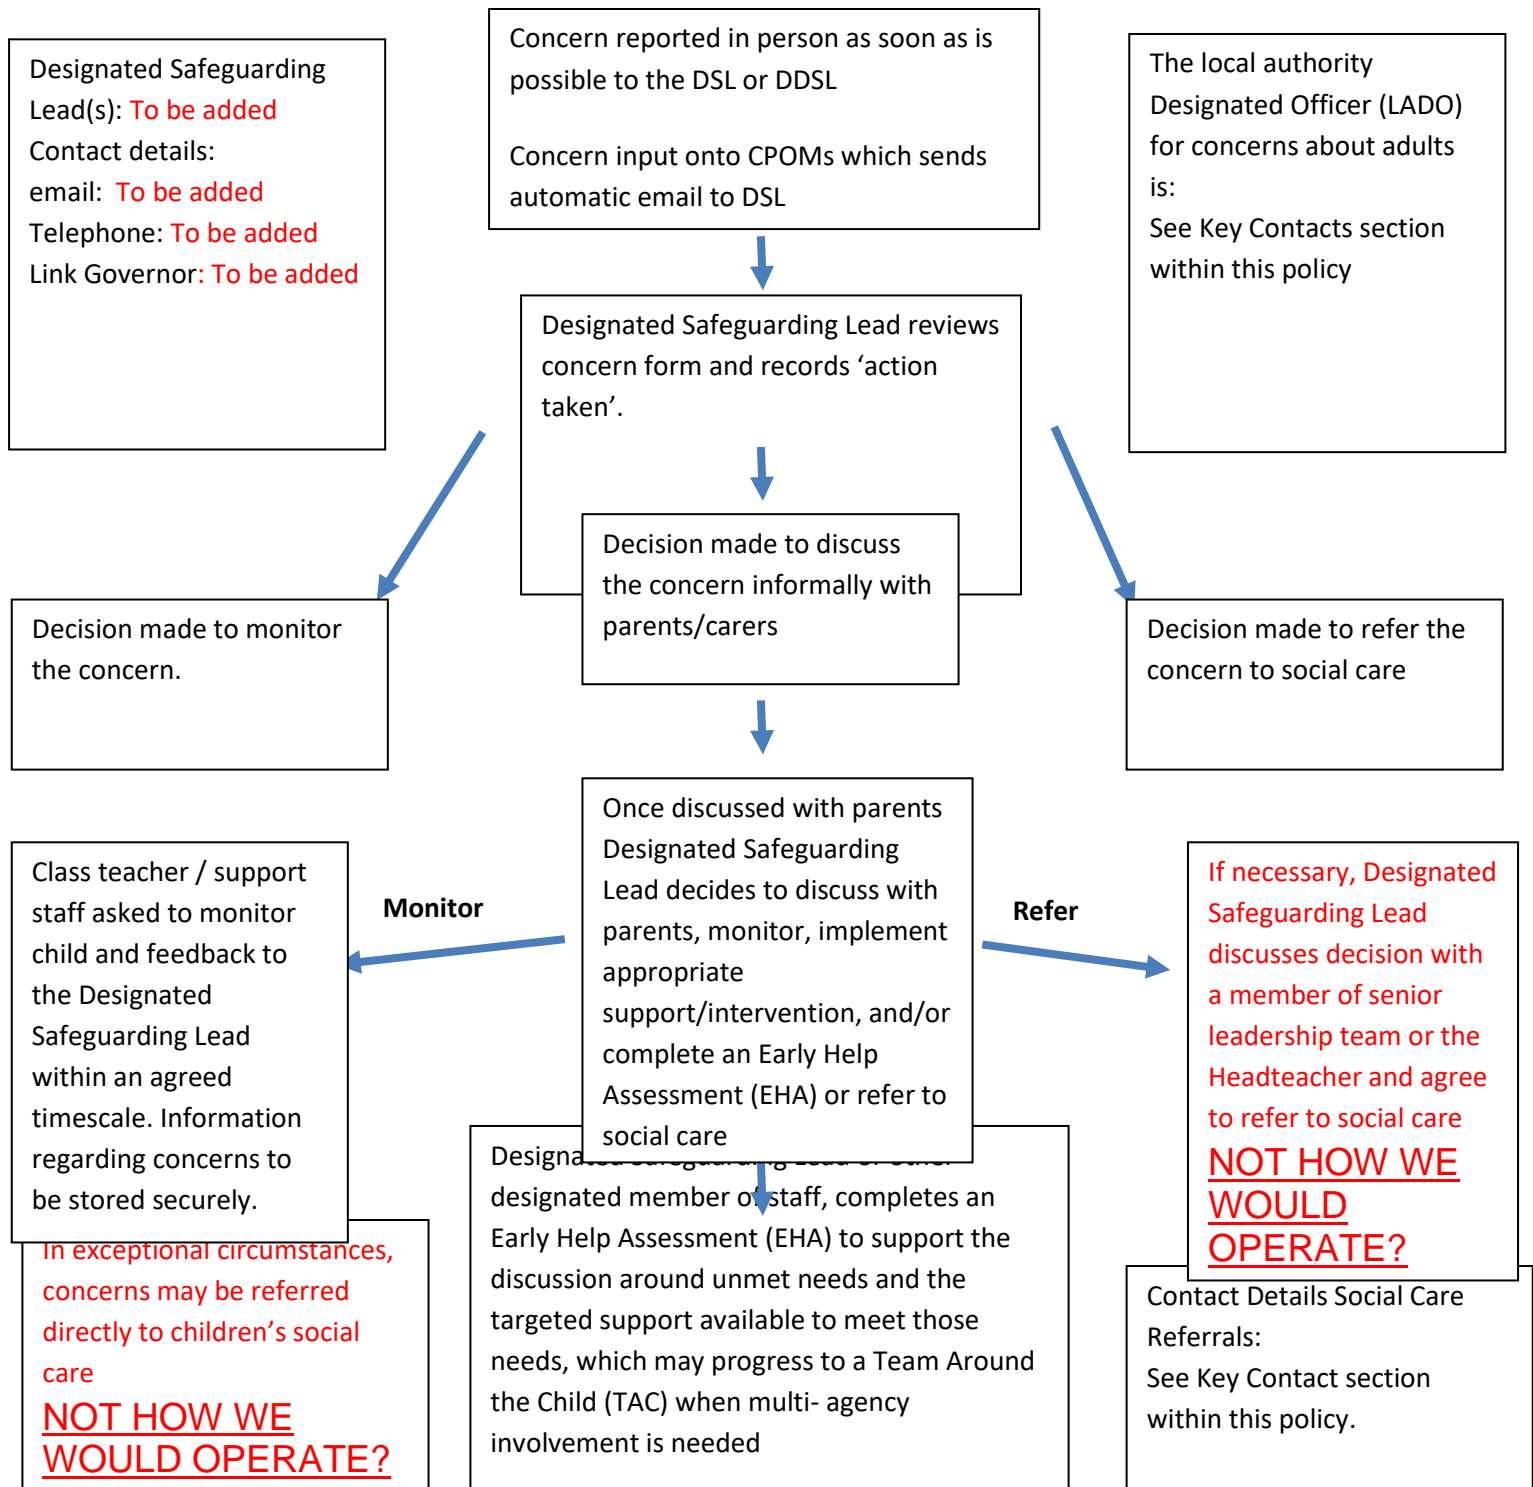 Designated Safeguarding
Lead(s): To be added
Contact details:
email: To be added
Telephone: To be added
Link Governor: To be added
Concern reported in person as soon as is
possible to the DSL or DDSL
Concern input onto CPOMs which sends
automatic email to DSL
The local authority
Designated Officer (LADO)
for concerns about adults
is:
See Key Contacts section
within this policy
Designated Safeguarding Lead reviews
concern form and records ‘action
taken’.
Decision made to monitor
the concern.
Decision made to discuss
the concern informally with
parents/carers
Decision made to refer the
concern to social care
Class teacher / support
staff asked to monitor
child and feedback to
the Designated
Safeguarding Lead
within an agreed
timescale. Information
regarding concerns to
be stored securely.
Monitor
Once discussed with parents
Designated Safeguarding
Lead decides to discuss with
parents, monitor, implement
appropriate
support/intervention, and/or
complete an Early Help
Assessment (EHA) or refer to
social care
Refer
If necessary, Designated
Safeguarding Lead
discusses decision with
a member of senior
leadership team or the
Headteacher and agree
to refer to social care
NOT HOW WE
WOULD
OPERATE?
In exceptional circumstances,
concerns may be referred
directly to children’s social
care
NOT HOW WE
WOULD OPERATE?
Designated Safeguarding Lead or other
designated member of staff, completes an
Early Help Assessment (EHA) to support the
discussion around unmet needs and the
targeted support available to meet those
needs, which may progress to a Team Around
the Child (TAC) when multi- agency
involvement is needed
Contact Details Social Care
Referrals:
See Key Contact section
within this policy.